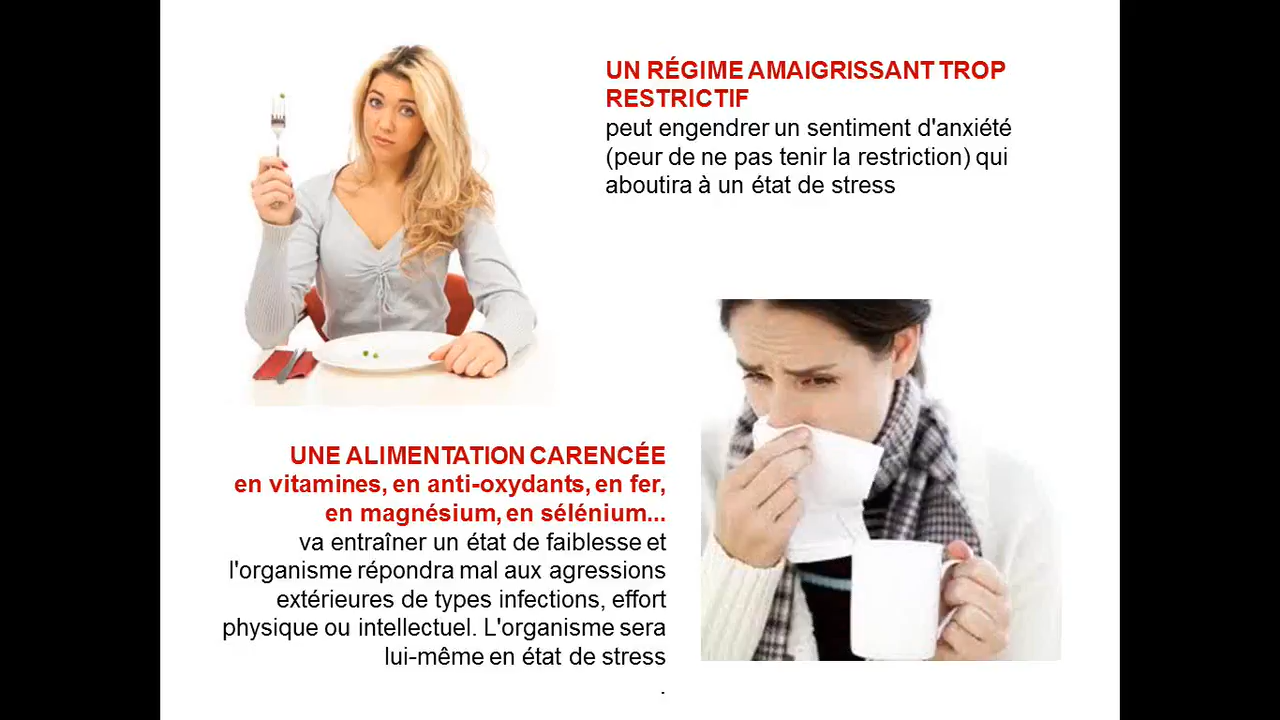 UN RÉGIME AMAIGRISSANT TROP
RESTRICTIF
peut engendrer un sentiment d'anxiété
(peur de ne pas tenir la restriction) qui
aboutira à un état de stress
UNE ALIMENTATION CARENCÉE
en vitamines, en anti-oxydants, en fer,
en magnésium, en sélénium...
va entraîner un état de faiblesse et
l'organisme répondra mal aux agressions
extérieures de types infections, effort
physique ou intellectuel. L'organisme sera
lui-même en état de stress
.